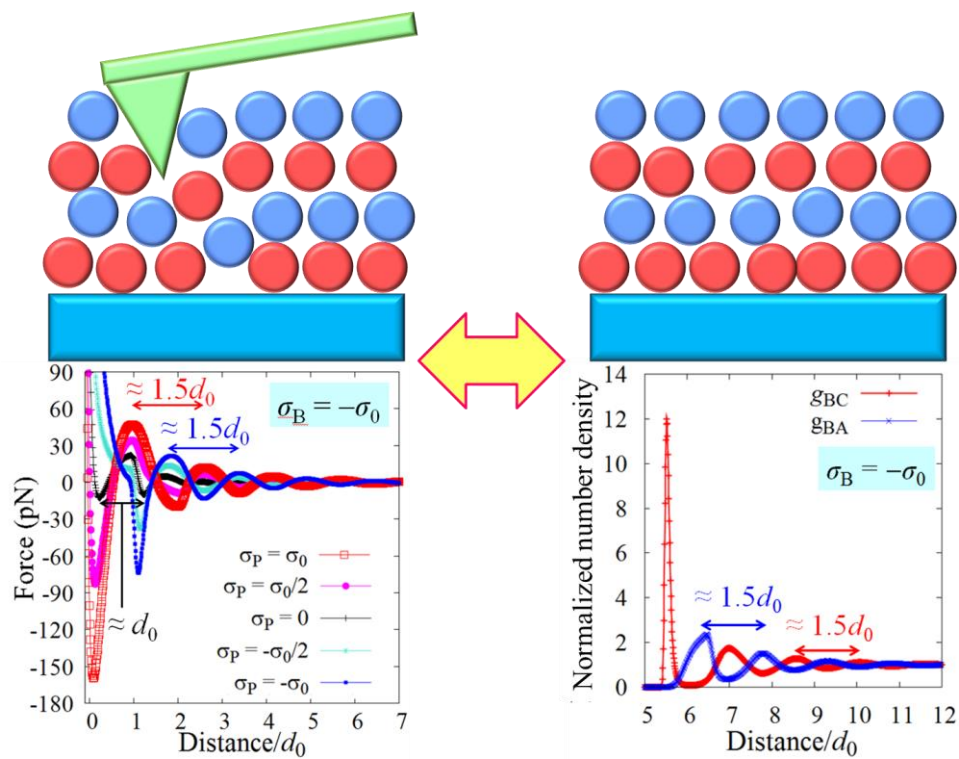 90
60
30
0
-30
-60
-90
-120
-150
-180
Force (pN)
≈ 1.5d₀
≈ 1.5d₀
σB = −σ₀
≈ d₀
σP = σ₀
σP = σ₀/2
σP = 0
σP = -σ₀/2
σP = -σ₀
0 1 2 3 4 5 6 7
Distance/d₀
14
12
10
8
6
4
2
0
Normalized number density
gBC
gBA
σB = −σ₀
≈ 1.5d₀
≈ 1.5d₀
5 6 7 8 9 10 11 12
Distance/d₀